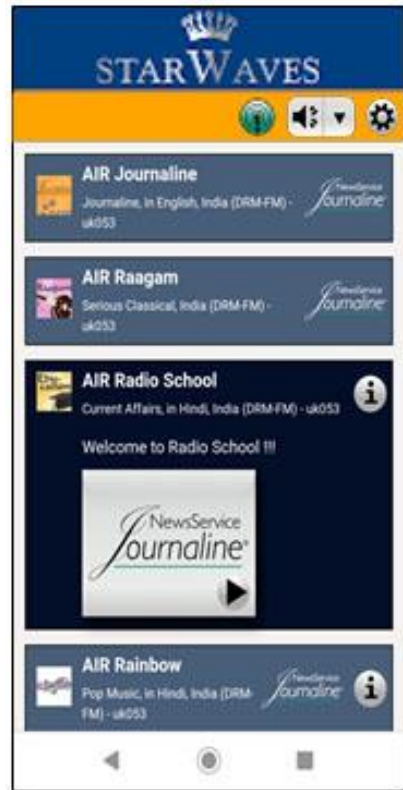 STARWAVES
AIR Journaline
Journaline, in English, India (DRM-FM) -
uk053
NewsService
Journaline®
AIR Raagam
Serious Classical, India (DRM-FM) -
uk053
NewsService
Journaline®
AIR Radio School
Current Affairs, in Hindi, India (DRM-FM) - uk053
Welcome to Radio School !!!
NewsService
Journaline®
AIR Rainbow
Pop Music, in Hindi, India (DRM-
FM) - uk053
NewsService
Journaline®